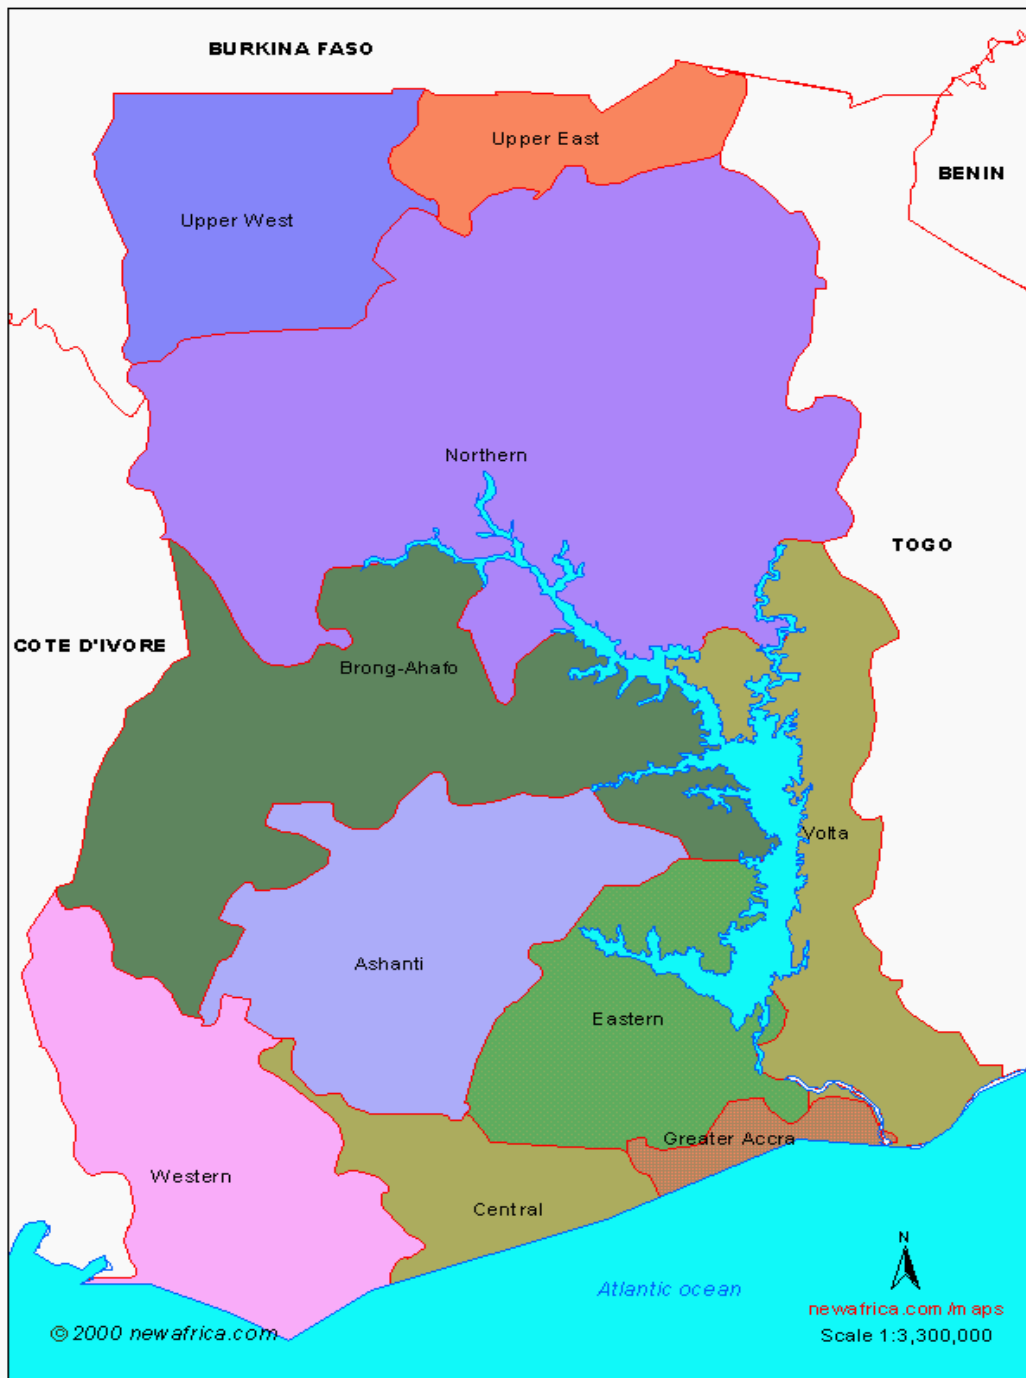 BURKINA FASO
Upper East
BENIN
Upper West
Northern
TOGO
COTE D'IVORE
Brong-Ahafo
Volta
Ashanti
Eastern
Greater Accra
Western
Central
N
Atlantic ocean
newafrica.com/maps
© 2000 newafrica.com
Scale 1:3,300,000